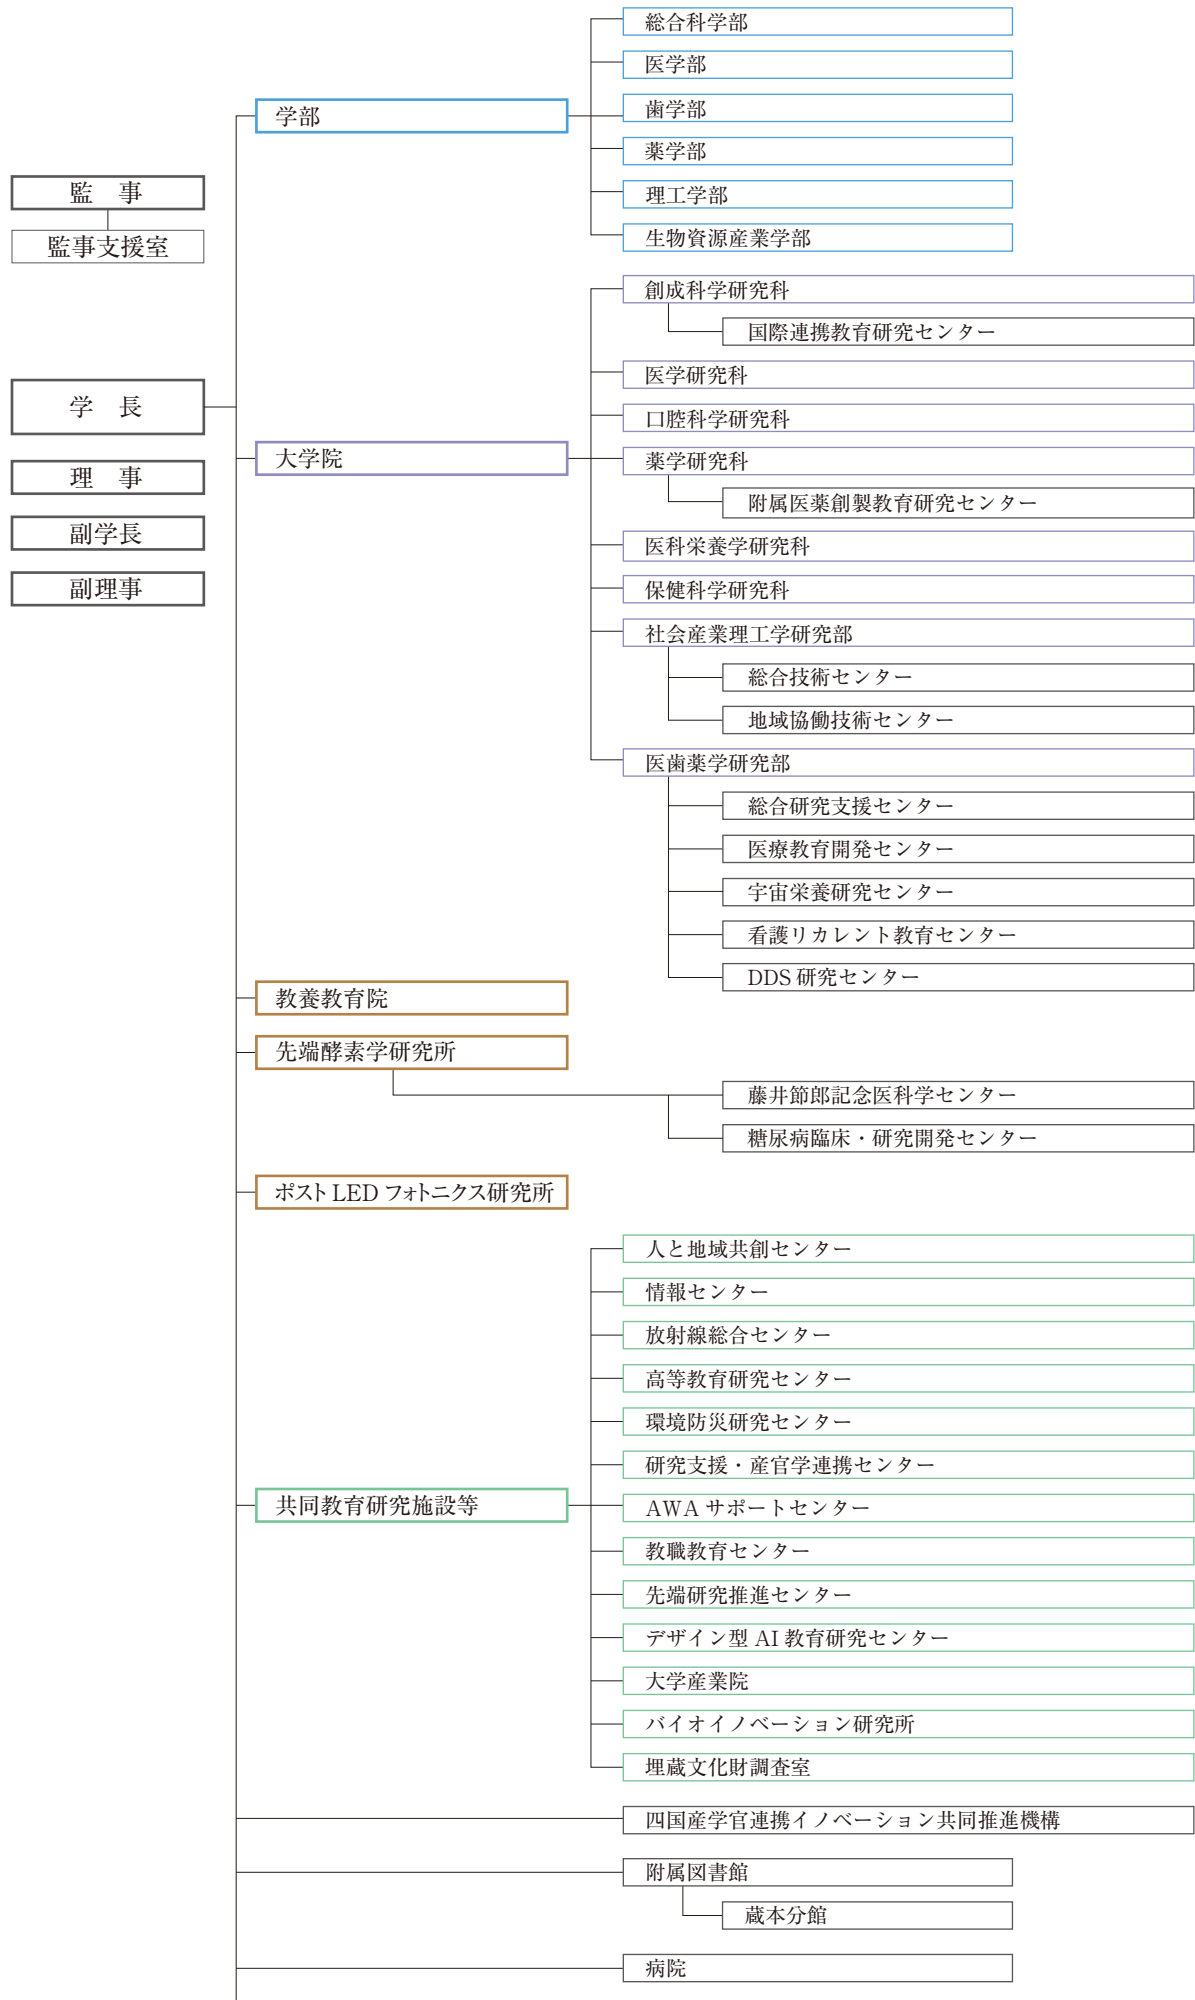 監　事
監事支援室
学　長
理　事
副学長
副理事
学部
総合科学部
医学部
歯学部
薬学部
理工学部
生物資源産業学部
大学院
創成科学研究科
国際連携教育研究センター
医学研究科
口腔科学研究科
薬学研究科
附属医薬創製教育研究センター
医科栄養学研究科
保健科学研究科
社会産業理工学研究部
総合技術センター
地域協働技術センター
医歯薬学研究部
総合研究支援センター
医療教育開発センター
宇宙栄養研究センター
看護リカレント教育センター
DDS 研究センター
教養教育院
先端酵素学研究所
藤井節郎記念医科学センター
糖尿病臨床・研究開発センター
ポスト LED フォトニクス研究所
共同教育研究施設等
人と地域共創センター
情報センター
放射線総合センター
高等教育研究センター
環境防災研究センター
研究支援・産官学連携センター
AWA サポートセンター
教職教育センター
先端研究推進センター
デザイン型 AI 教育研究センター
大学産業院
バイオイノベーション研究所
埋蔵文化財調査室
四国産学官連携イノベーション共同推進機構
附属図書館
蔵本分館
病院